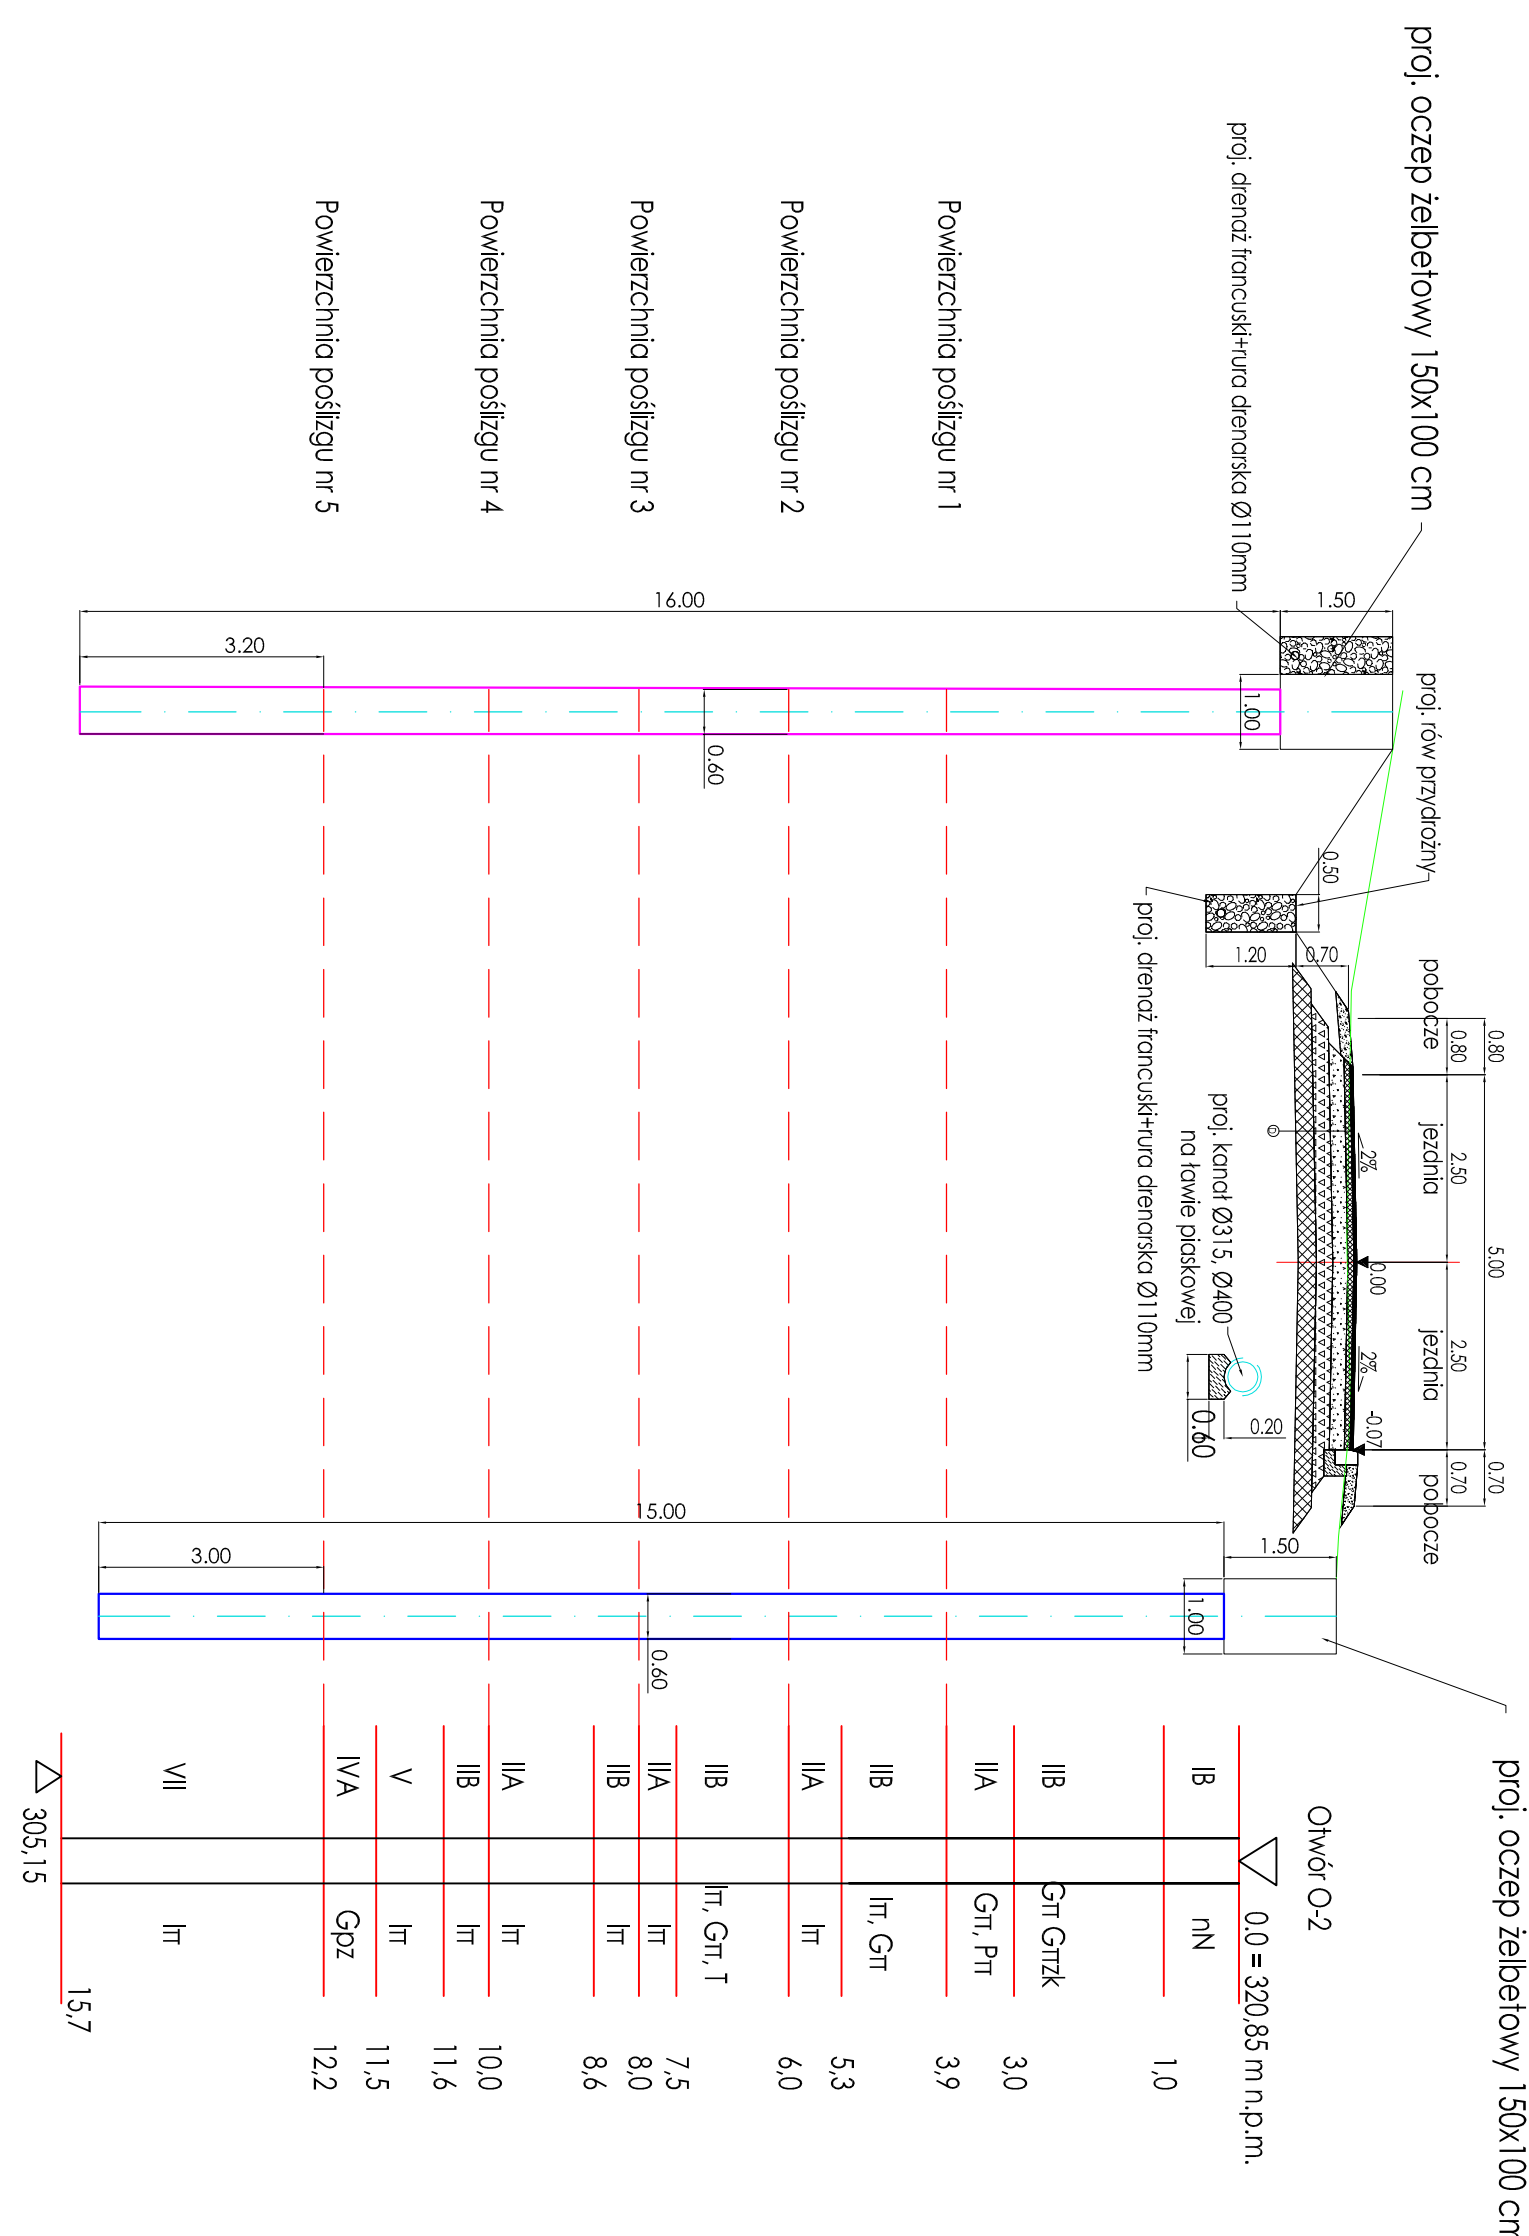 proj. oczep żelbetowy 150x100 cm
proj. drenaż francuski+rura drenarska Ø110mm
Powierzchnia poślizgu nr 1
Powierzchnia poślizgu nr 2
Powierzchnia poślizgu nr 3
Powierzchnia poślizgu nr 4
Powierzchnia poślizgu nr 5
1.50
16.00
3.20
1.00
0.60
proj. rów przydrożny
0.50
1.20
0.70
proj. drenaż francuski+rura drenarska Ø110mm
pobocze
0.80
0.80
jezdnia
2.50
5.00
2%
0.00
jezdnia
2.50
2%
-0.07
0.70
0.70
pobocze
proj. kanał Ø315, Ø400
na ławie piaskowej
0.60
0.20
15.00
3.00
1.50
1.00
0.60
proj. oczep żelbetowy 150x100 cm
Otwór O-2
0.0 = 320,85 m n.p.m.
IB
nN
1,0
IIB
Gπ Gπzk
3,0
IIA
Gπ, Pπ
3,9
IIB
Iπ, Gπ
5,3
IIA
Iπ
6,0
IIB
Iπ, Gπ, T
7,5
IIA
Iπ
8,0
IIB
Iπ
8,6
IIA
Iπ
10,0
IIB
Iπ
11,6
V
Iπ
11,5
IVA
Gpz
12,2
VII
Iπ
15,7
305,15